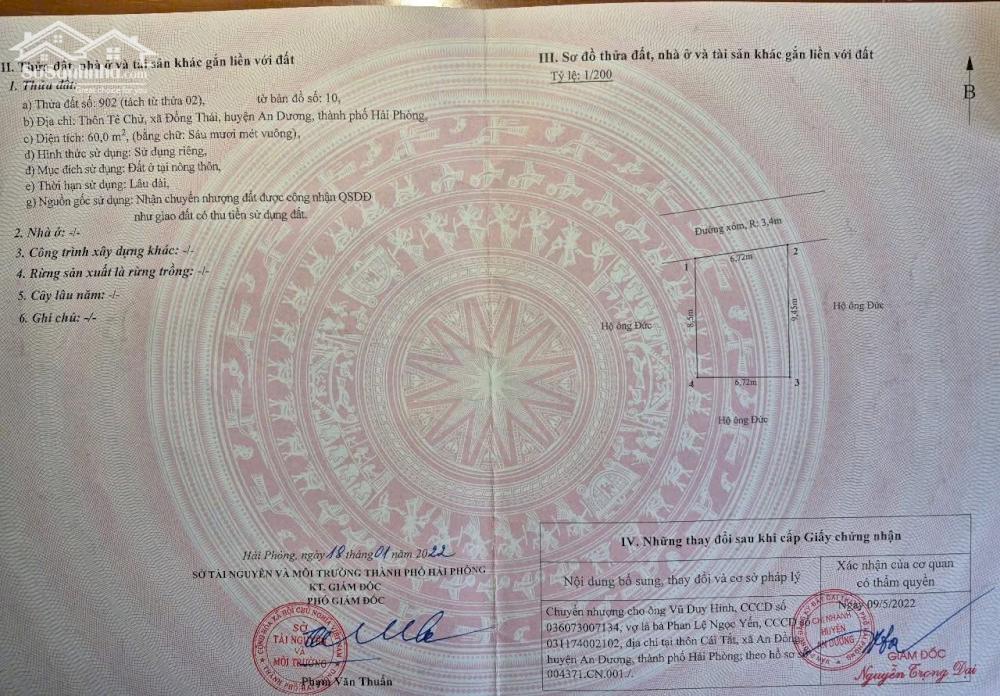 II. Thửa đất, nhà ở và tài sản khác gắn liền với đất
1. Thửa đất:
a) Thửa đất số: 902 (tách từ thửa 02), tờ bản đồ số: 10,
b) Địa chỉ: Thôn Tê Chử, xã Đồng Thái, huyện An Dương, thành phố Hải Phòng,
c) Diện tích: 60,0 m², (bằng chữ: Sáu mươi mét vuông),
d) Hình thức sử dụng: Sử dụng riêng,
đ) Mục đích sử dụng: Đất ở tại nông thôn,
e) Thời hạn sử dụng: Lâu dài,
g) Nguồn gốc sử dụng: Nhận chuyển nhượng đất được công nhận QSDĐ
như giao đất có thu tiền sử dụng đất.
2. Nhà ở: -/-
3. Công trình xây dựng khác: -/-
4. Rừng sản xuất là rừng trồng: -/-
5. Cây lâu năm: -/-
6. Ghi chú: -/-
Hải Phòng, ngày 18 tháng 01 năm 2022
SỞ TÀI NGUYÊN VÀ MÔI TRƯỜNG THÀNH PHỐ HẢI PHÒNG
KT. GIÁM ĐỐC
PHÓ GIÁM ĐỐC
SỞ
TÀI NGUYÊN
VÀ
MÔI TRƯỜNG
Phạm Văn Thuấn
III. Sơ đồ thửa đất, nhà ở và tài sản khác gắn liền với đất
Tỷ lệ: 1/200
B
Đường xóm, R: 3,4m
1
6,72m
2
8,5m
9,45m
Hộ ông Đức
Hộ ông Đức
4
6,72m
3
Hộ ông Đức
IV. Những thay đổi sau khi cấp Giấy chứng nhận
Nội dung bổ sung, thay đổi và cơ sở pháp lý
Xác nhận của cơ quan
có thẩm quyền
Chuyển nhượng cho ông Vũ Duy Hinh, CCCD số
036073007134, vợ là bà Phan Lệ Ngọc Yến, CCCD số
031174002102, địa chỉ tại thôn Cái Tắt, xã An Đồng,
huyện An Dương, thành phố Hải Phòng; theo hồ sơ số
004371.CN.001./.
Ngày 09/5/2022
CHI NHÁNH
HUYỆN
AN DƯƠNG
GIÁM ĐỐC
Nguyễn Trọng Đại